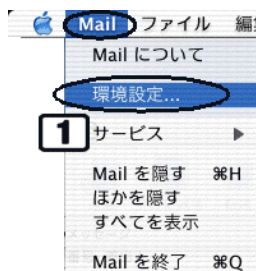 Mail ファイル 編集
Mail について
環境設定...
1
サービス
Mail を隠す ⌘H
ほかを隠す
すべてを表示
Mail を終了 ⌘Q